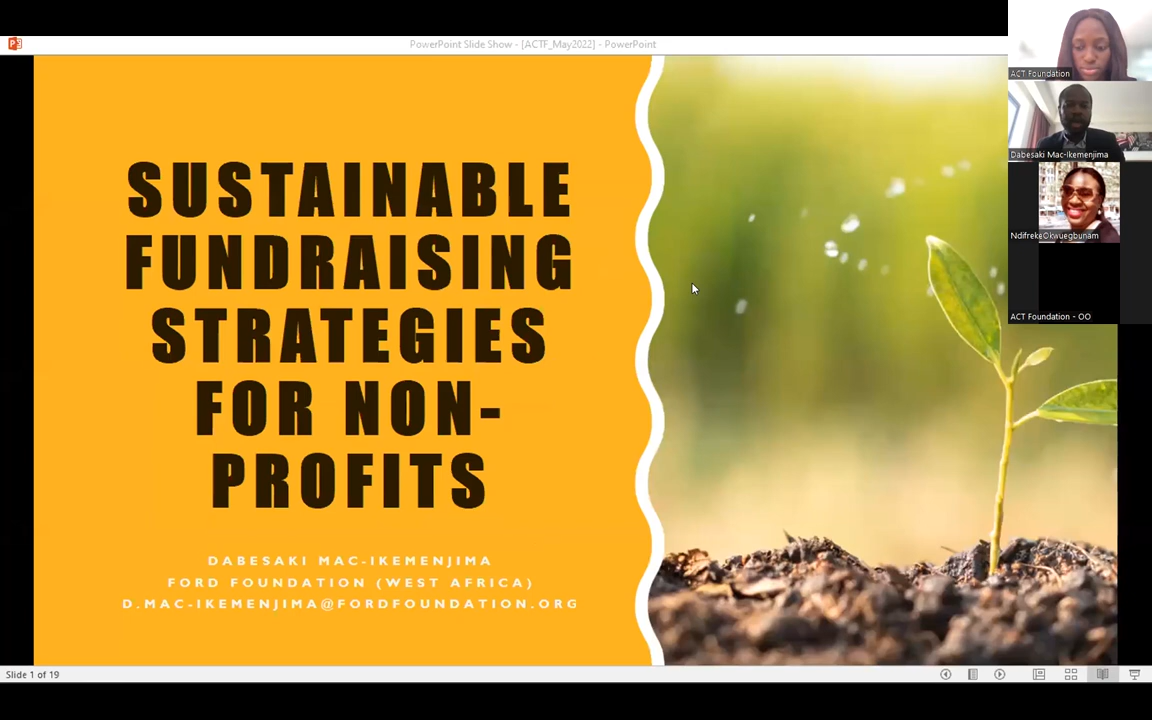 PowerPoint Slide Show - [ACTF_May2022] - PowerPoint
SUSTAINABLE
FUNDRAISING
STRATEGIES
FOR NON-
PROFITS
DABESAKI MAC-IKEMENJIMA
FORD FOUNDATION (WEST AFRICA)
D.MAC-IKEMENJIMA@FORDFOUNDATION.ORG
ACT Foundation
Dabesaki Mac-Ikemenjima
NdifrekeOkwuegbunam
ACT Foundation - OO
Slide 1 of 19